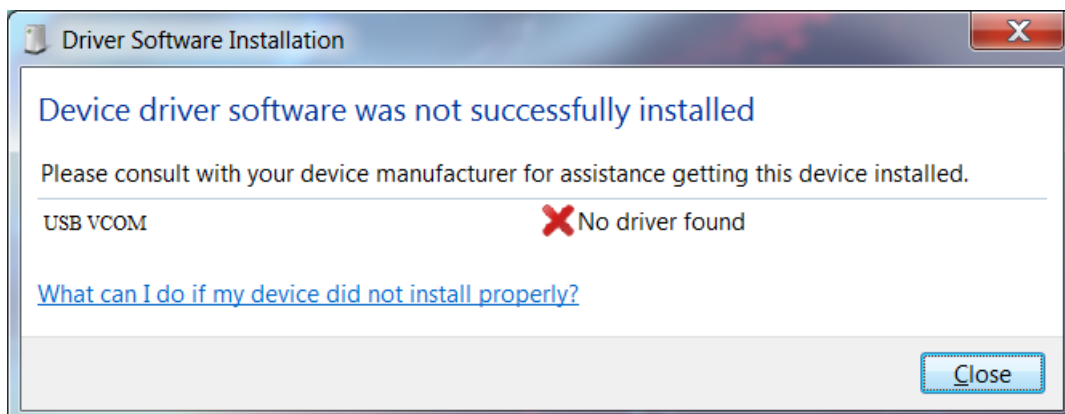 Driver Software Installation
X
Device driver software was not successfully installed
Please consult with your device manufacturer for assistance getting this device installed.
USB VCOM No driver found
What can I do if my device did not install properly?
Close